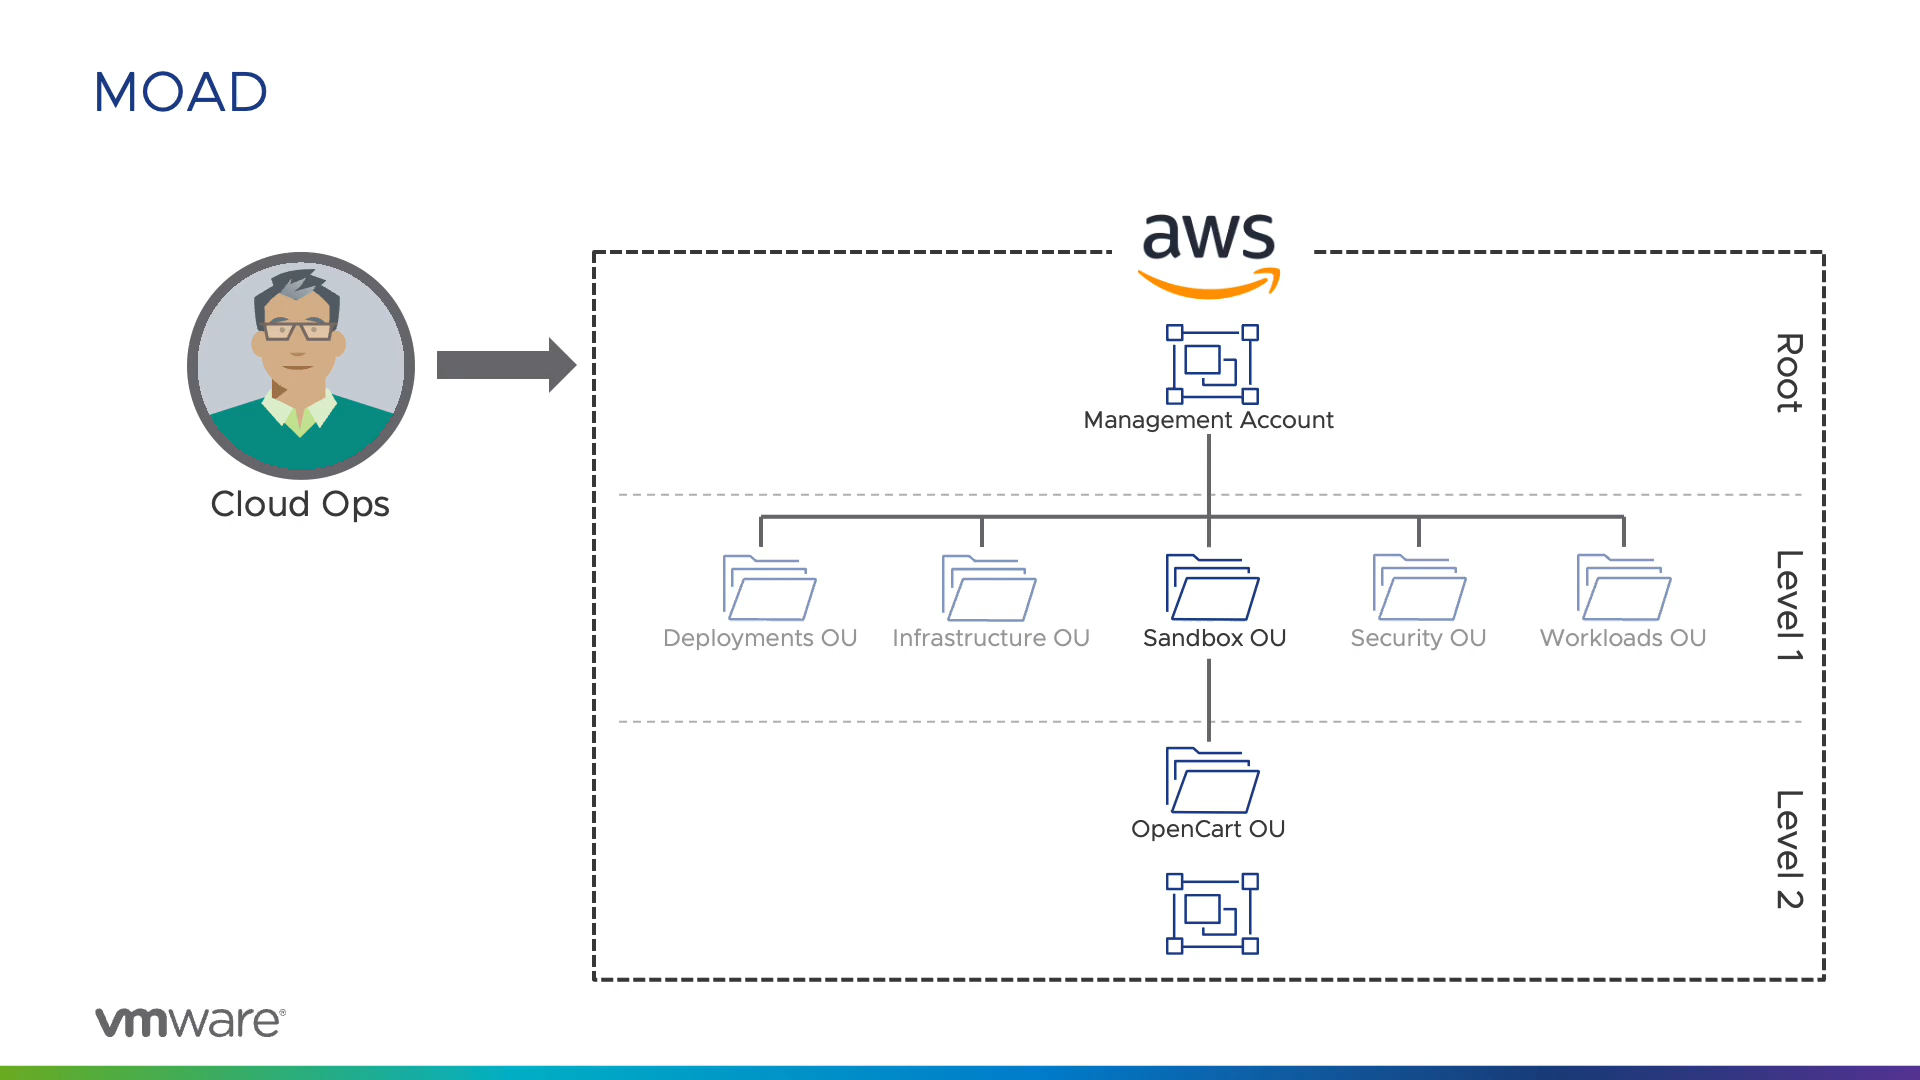 MOAD
aws
Management Account
Root
Cloud Ops
Deployments OU
Infrastructure OU
Sandbox OU
Security OU
Workloads OU
Level 1
OpenCart OU
Level 2
vmware®